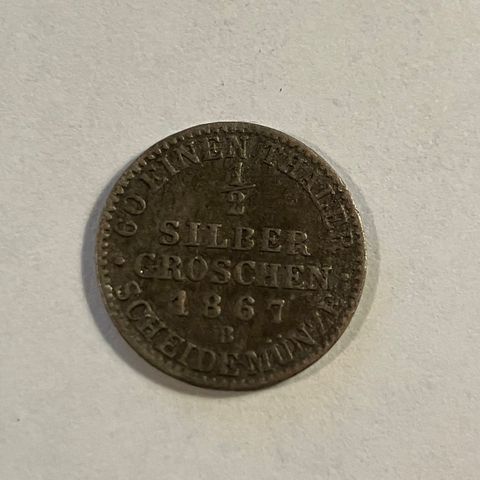 60 EINEN THALER
1/2
SILBER
GROSCHEN
1867
B
SCHEIDEMÜNZE